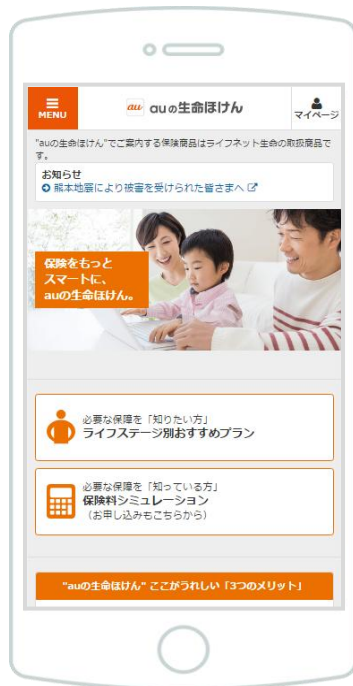 MENU
au auの生命ほけん
マイページ
"auの生命ほけん"でご案内する保険商品はライフネット生命の取扱商品で
す。
お知らせ
熊本地震により被害を受けられた皆さまへ
保険をもっと
スマートに、
auの生命ほけん。
必要な保障を「知りたい方」
ライフステージ別おすすめプラン
必要な保障を「知っている方」
保険料シミュレーション
（お申し込みもこちらから）
"auの生命ほけん" ここがうれしい「3つのメリット」